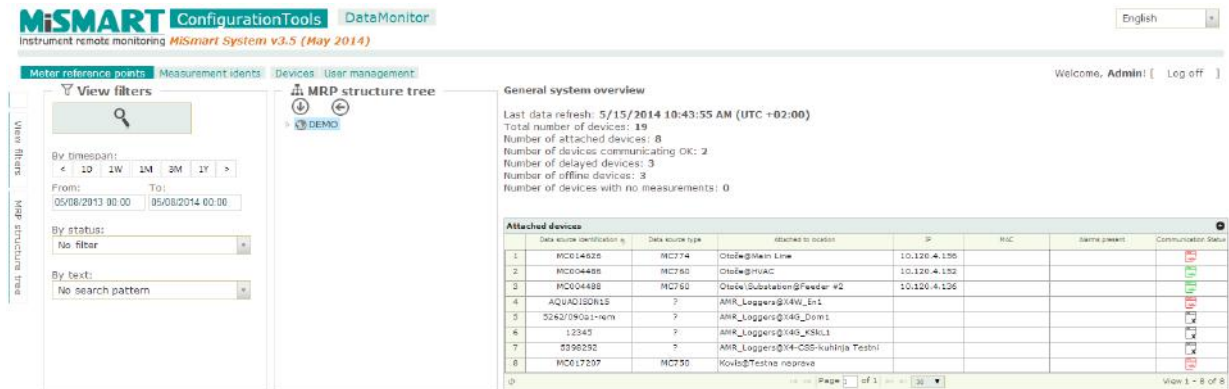 MiSMART ConfigurationTools DataMonitor English
instrument remote monitoring MiSmart System v3.5 (May 2014)
Meter reference points Measurement idents Devices User management Welcome, Admin! [ Log off ]
View filters
MRP structure tree
View filters
By timespan:
< 1D 1W 1M 3M 1Y >
From: To:
05/08/2013 00:00 05/08/2014 00:00
By status:
No filter
By text:
No search pattern
MRP structure tree
DEMO
General system overview
Last data refresh: 5/15/2014 10:43:55 AM (UTC +02:00)
Total number of devices: 19
Number of attached devices: 8
Number of devices communicating OK: 2
Number of delayed devices: 3
Number of offline devices: 3
Number of devices with no measurements: 0
Attached devices
Data source identification Data source type Attached to location IP MAC Alarms present Communication Status
1 MC014626 MC774 Otoče@Main Line 10.120.4.156
2 MC004486 MC760 Otoče@HVAC 10.120.4.152
3 MC004488 MC760 Otoče\Substation@Feeder #2 10.120.4.136
4 ? AMR_Loggers@X4W_En1
5 5262/090a1-rem ? AMR_Loggers@X4G_Dom1
6 12345 ? AMR_Loggers@X4G_KSkL1
7 5398292 ? AMR_Loggers@X4-CSS-kuhinja Testni
8 MC017207 MC750 Kovis@Testna naprava
Page 1 of 1 View 1 - 8 of 8